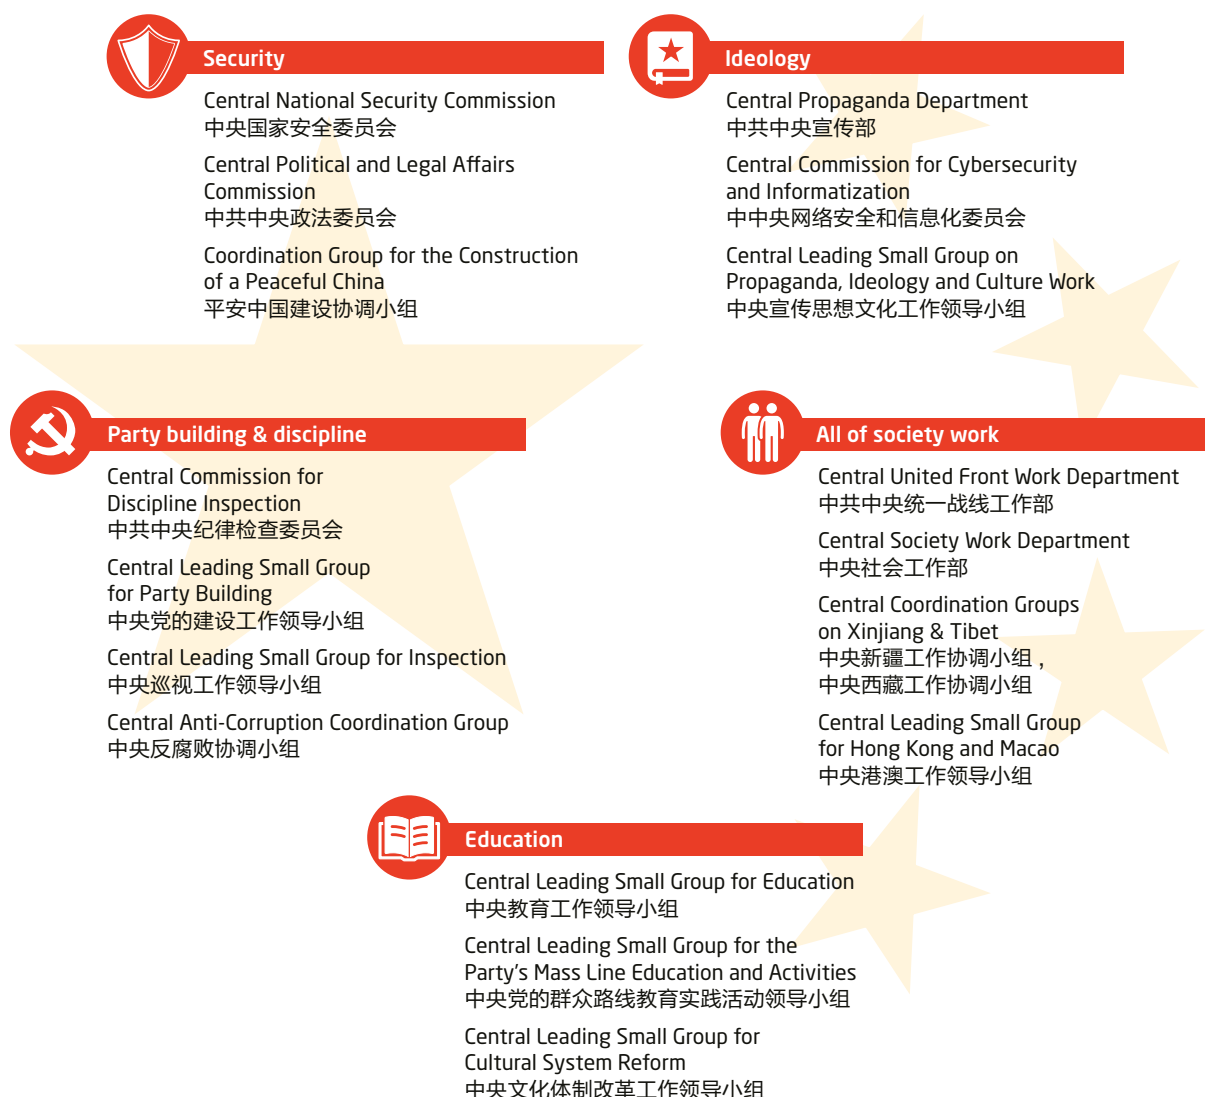 Security
Central National Security Commission
中央国家安全委员会
Central Political and Legal Affairs
Commission
中共中央政法委员会
Coordination Group for the Construction
of a Peaceful China
平安中国建设协调小组
Ideology
Central Propaganda Department
中共中央宣传部
Central Commission for Cybersecurity
and Informatization
中中央网络安全和信息化委员会
Central Leading Small Group on
Propaganda, Ideology and Culture Work
中央宣传思想文化工作领导小组
Party building & discipline
Central Commission for
Discipline Inspection
中共中央纪律检查委员会
Central Leading Small Group
for Party Building
中央党的建设工作领导小组
Central Leading Small Group for Inspection
中央巡视工作领导小组
Central Anti-Corruption Coordination Group
中央反腐败协调小组
All of society work
Central United Front Work Department
中共中央统一战线工作部
Central Society Work Department
中央社会工作部
Central Coordination Groups
on Xinjiang & Tibet
中央新疆工作协调小组 ,
中央西藏工作协调小组
Central Leading Small Group
for Hong Kong and Macao
中央港澳工作领导小组
Education
Central Leading Small Group for Education
中央教育工作领导小组
Central Leading Small Group for the
Party's Mass Line Education and Activities
中央党的群众路线教育实践活动领导小组
Central Leading Small Group for
Cultural System Reform
中央文化体制改革工作领导小组